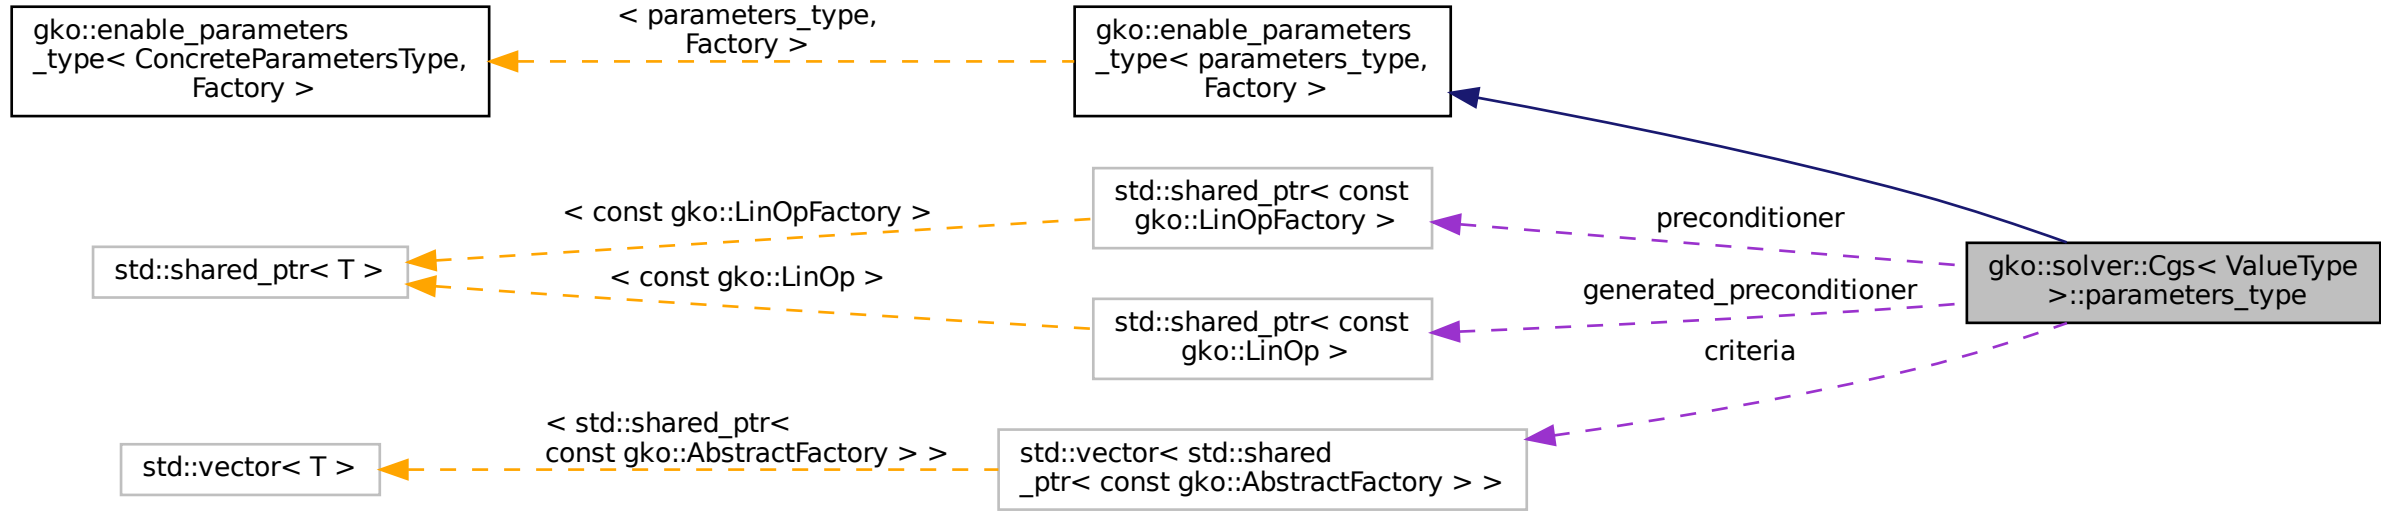 gko::enable_parameters
_type< ConcreteParametersType,
Factory >
< parameters_type,
Factory >
gko::enable_parameters
_type< parameters_type,
Factory >
std::shared_ptr< T >
< const gko::LinOpFactory >
< const gko::LinOp >
std::shared_ptr< const
gko::LinOpFactory >
std::shared_ptr< const
gko::LinOp >
preconditioner
generated_preconditioner
criteria
gko::solver::Cgs< ValueType
>::parameters_type
std::vector< T >
< std::shared_ptr<
const gko::AbstractFactory > >
std::vector< std::shared
_ptr< const gko::AbstractFactory > >